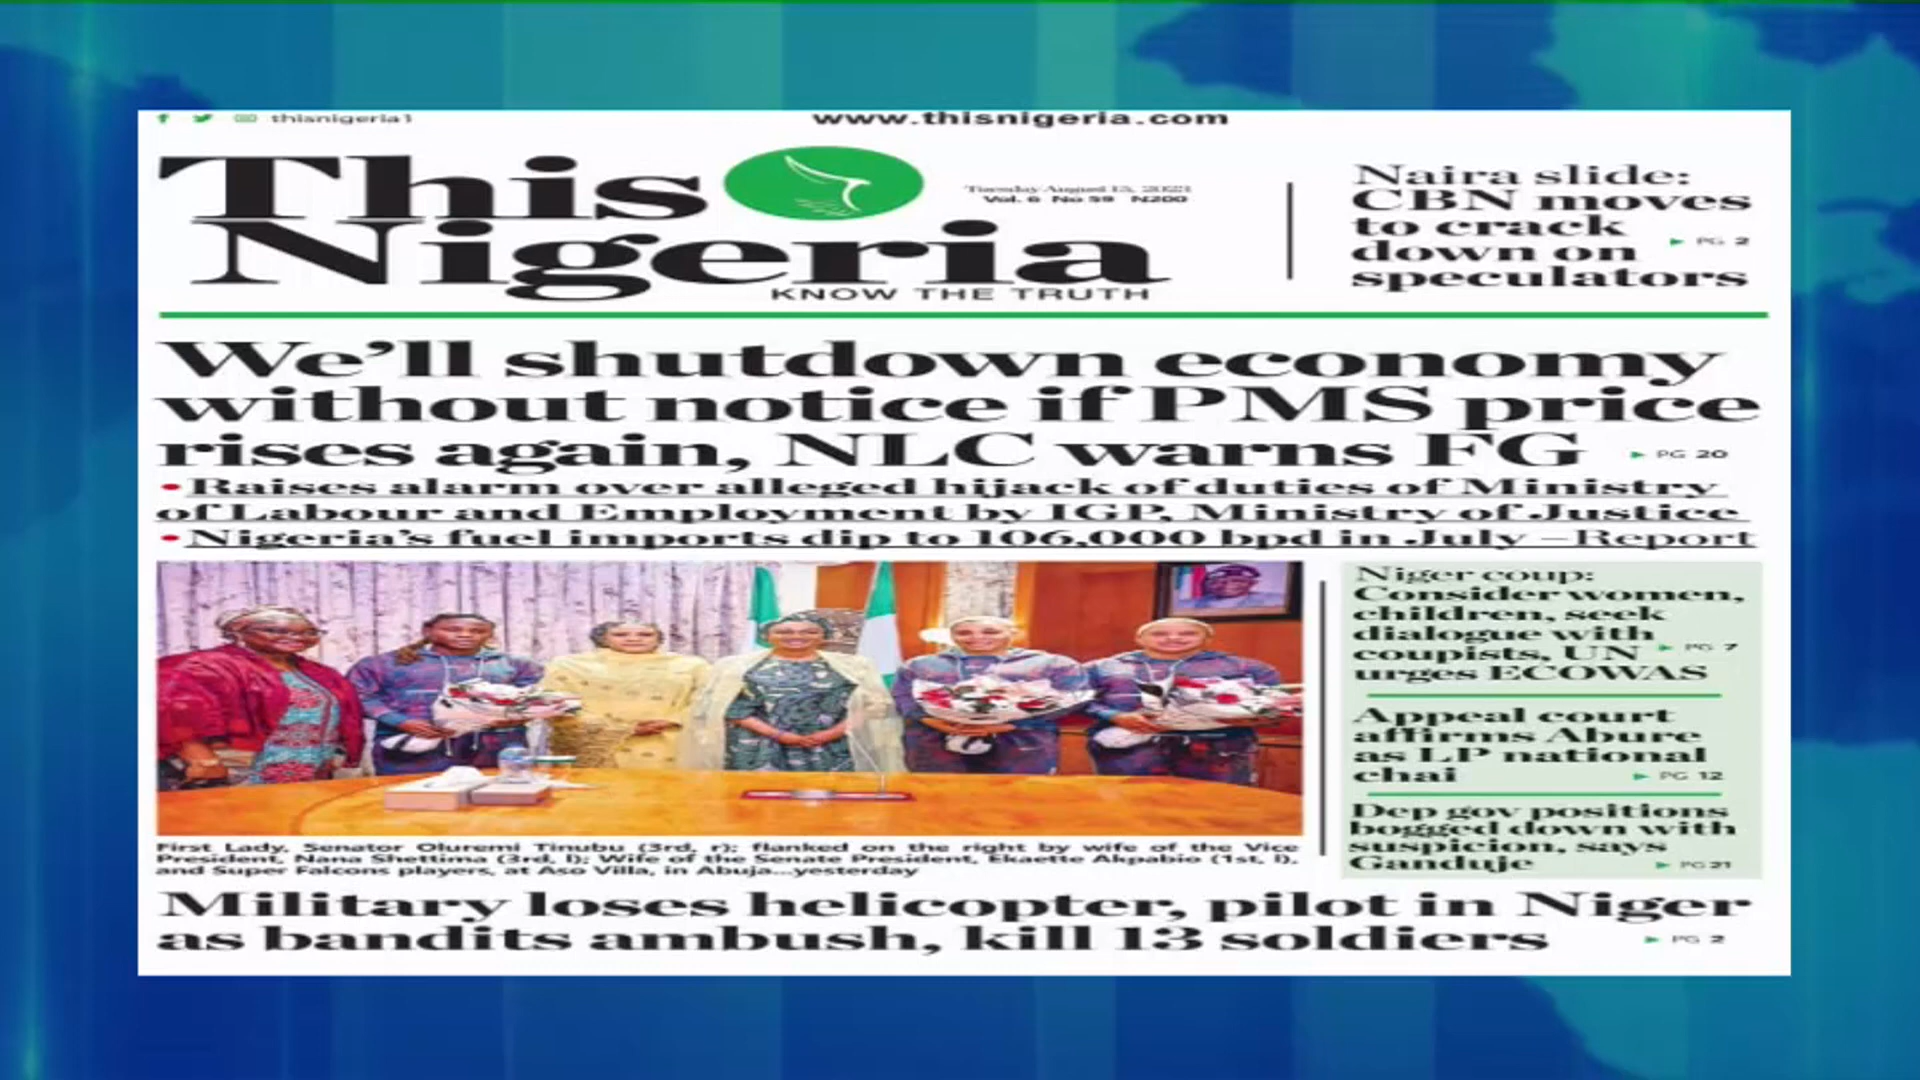 thisnigeria1
www.thisnigeria.com
This
Nigeria
KNOW THE TRUTH
Tuesday August 15, 2023
Vol. 6 No 59 N200
Naira slide:
CBN moves
to crack
down on
speculators
PG 2
We'll shutdown economy
without notice if PMS price
rises again, NLC warns FG
PG 20
•Raises alarm over alleged hijack of duties of Ministry
of Labour and Employment by IGP, Ministry of Justice
•Nigeria's fuel imports dip to 106,000 bpd in July –Report
Niger coup:
Consider women,
children, seek
dialogue with
coupists, UN
urges ECOWAS
PG 7
Appeal court
affirms Abure
as LP national
chai
PG 12
Dep gov positions
bogged down with
suspicion, says
Ganduje
PG 21
First Lady, Senator Oluremi Tinubu (3rd, r); flanked on the right by wife of the Vice
President, Nana Shettima (3rd, l); Wife of the Senate President, Ekaette Akpabio (1st, l),
and Super Falcons players, at Aso Villa, in Abuja...yesterday
Military loses helicopter, pilot in Niger
as bandits ambush, kill 13 soldiers
PG 2